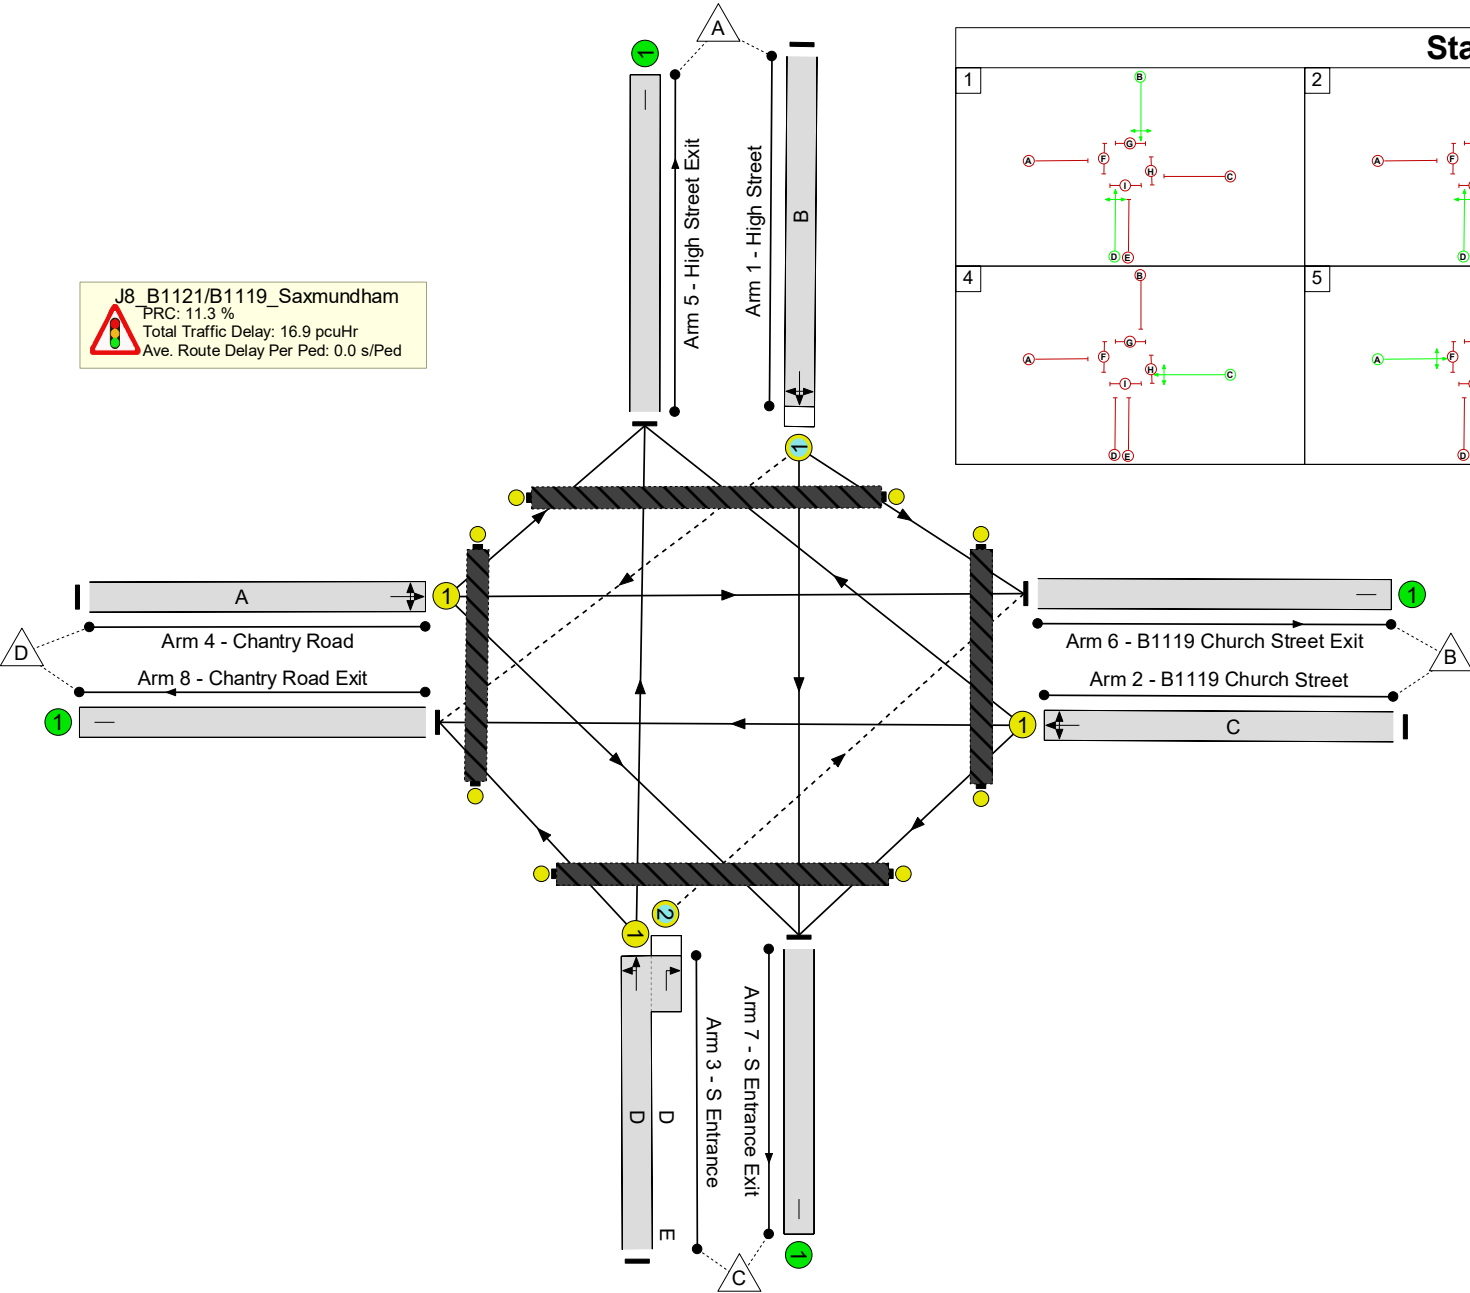 A
1
Sta
1
B
G
A
F
H
C
I
D
E
2
A
F
D
4
B
G
A
F
H
C
I
D
E
5
A
F
D
J8_B1121/B1119_Saxmundham
PRC: 11.3 %
Total Traffic Delay: 16.9 pcuHr
Ave. Route Delay Per Ped: 0.0 s/Ped
Arm 5 - High Street Exit
Arm 1 - High Street
B
1
A
1
Arm 4 - Chantry Road
D
Arm 8 - Chantry Road Exit
1
1
Arm 6 - B1119 Church Street Exit
B
Arm 2 - B1119 Church Street
1
C
2
1
D
D
E
Arm 3 - S Entrance
Arm 7 - S Entrance Exit
1
C